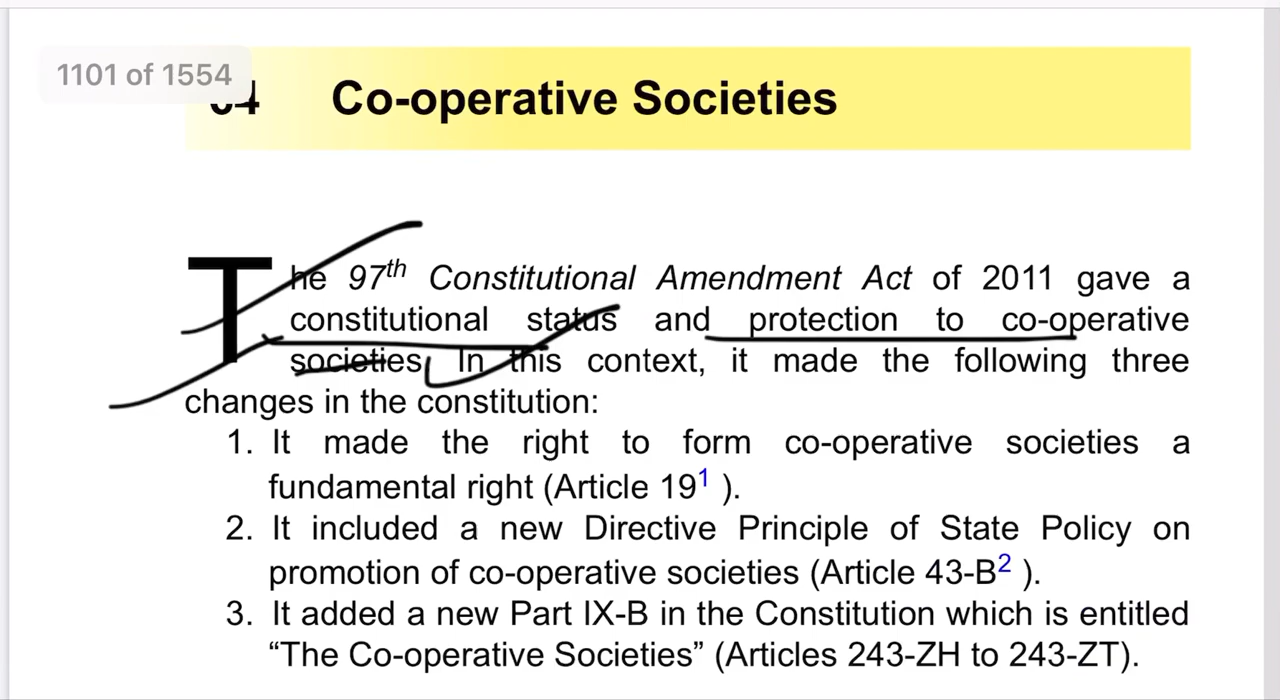 1101 of 1554
64 Co-operative Societies
The 97th Constitutional Amendment Act of 2011 gave a
constitutional status and protection to co-operative
societies. In this context, it made the following three
changes in the constitution:
1. It made the right to form co-operative societies a
fundamental right (Article 19¹ ).
2. It included a new Directive Principle of State Policy on
promotion of co-operative societies (Article 43-B² ).
3. It added a new Part IX-B in the Constitution which is entitled
“The Co-operative Societies” (Articles 243-ZH to 243-ZT).